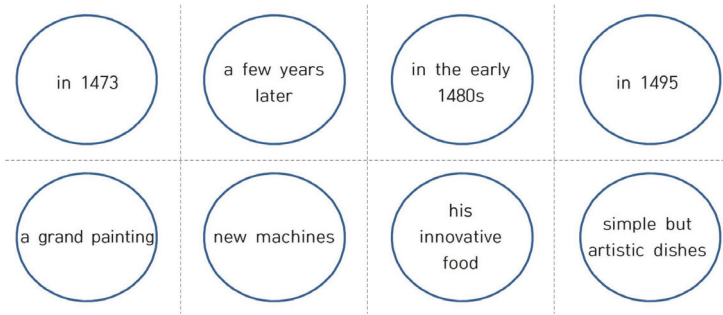 in 1473
a few years
later
in the early
1480s
in 1495
a grand painting
new machines
his
innovative
food
simple but
artistic dishes